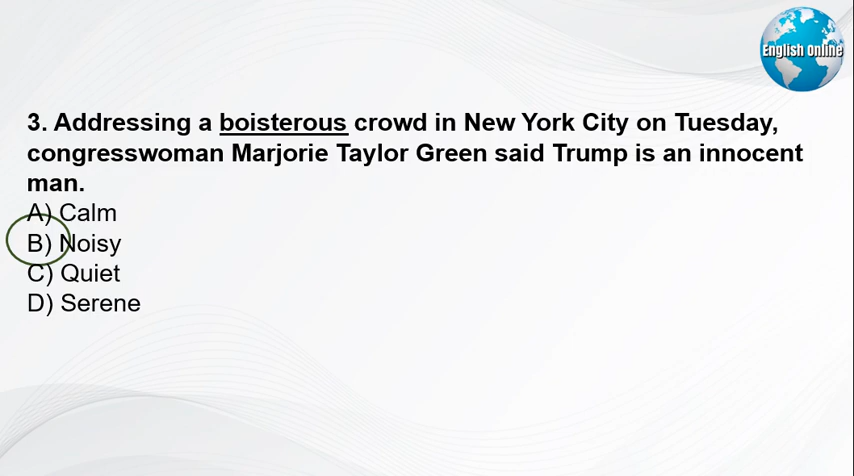 English Online
3. Addressing a boisterous crowd in New York City on Tuesday,
congresswoman Marjorie Taylor Green said Trump is an innocent
man.
A) Calm
B) Noisy
C) Quiet
D) Serene